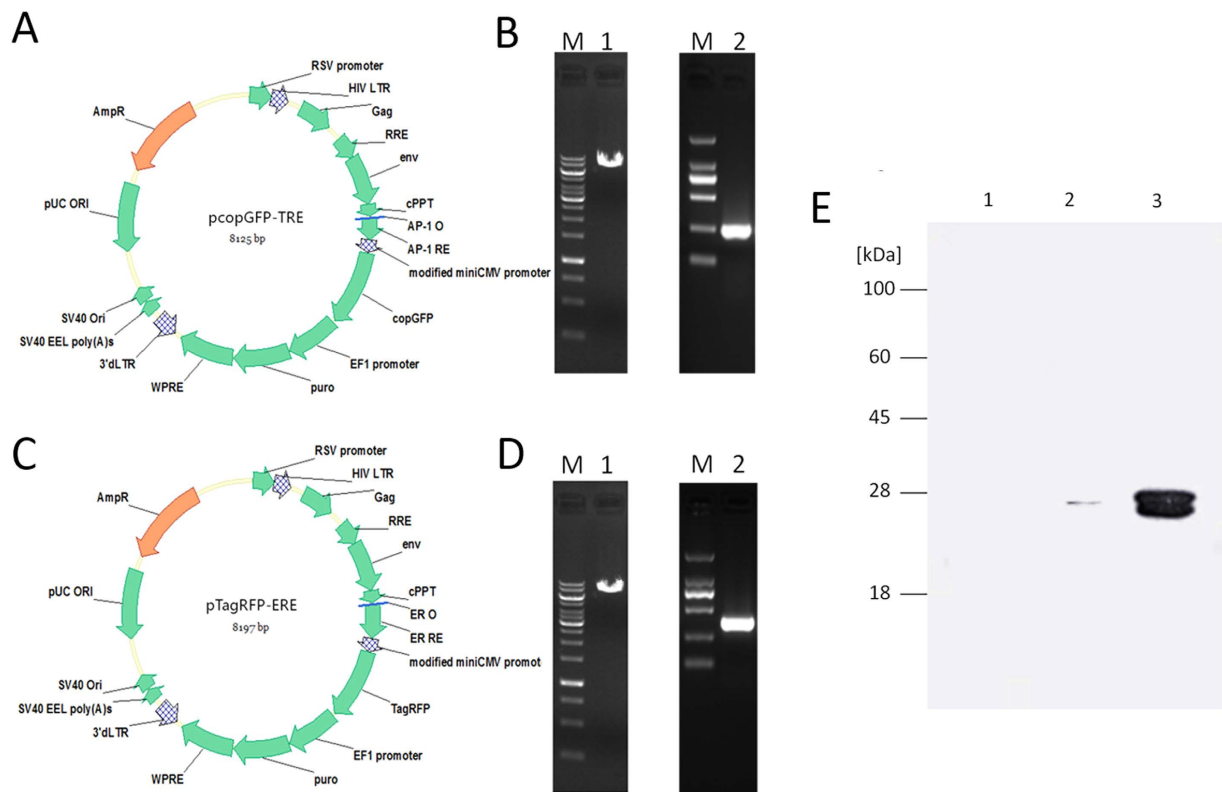 A
RSV promoter
HIV LTR
Gag
RRE
env
cPPT
AP-1 O
AP-1 RE
modified miniCMV promoter
copGFP
EF1 promoter
puro
WPRE
3'dLTR
SV40 EEL poly(A)s
SV40 Ori
pUC ORI
AmpR
pcopGFP-TRE
8125 bp
B
M 1
M 2
C
RSV promoter
HIV LTR
Gag
RRE
env
cPPT
ER O
ER RE
modified miniCMV promot
TagRFP
EF1 promoter
puro
WPRE
3'dLTR
SV40 EEL poly(A)s
SV40 Ori
pUC ORI
AmpR
pTagRFP-ERE
8197 bp
D
M 1
M 2
E
1 2 3
[kDa]
100
60
45
28
18